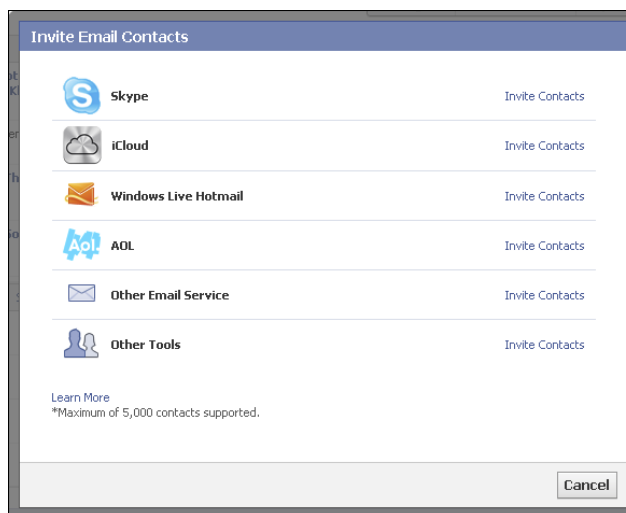 Invite Email Contacts
Skype Invite Contacts
iCloud Invite Contacts
Windows Live Hotmail Invite Contacts
Aol. AOL Invite Contacts
Other Email Service Invite Contacts
Other Tools Invite Contacts
Learn More
*Maximum of 5,000 contacts supported.
Cancel